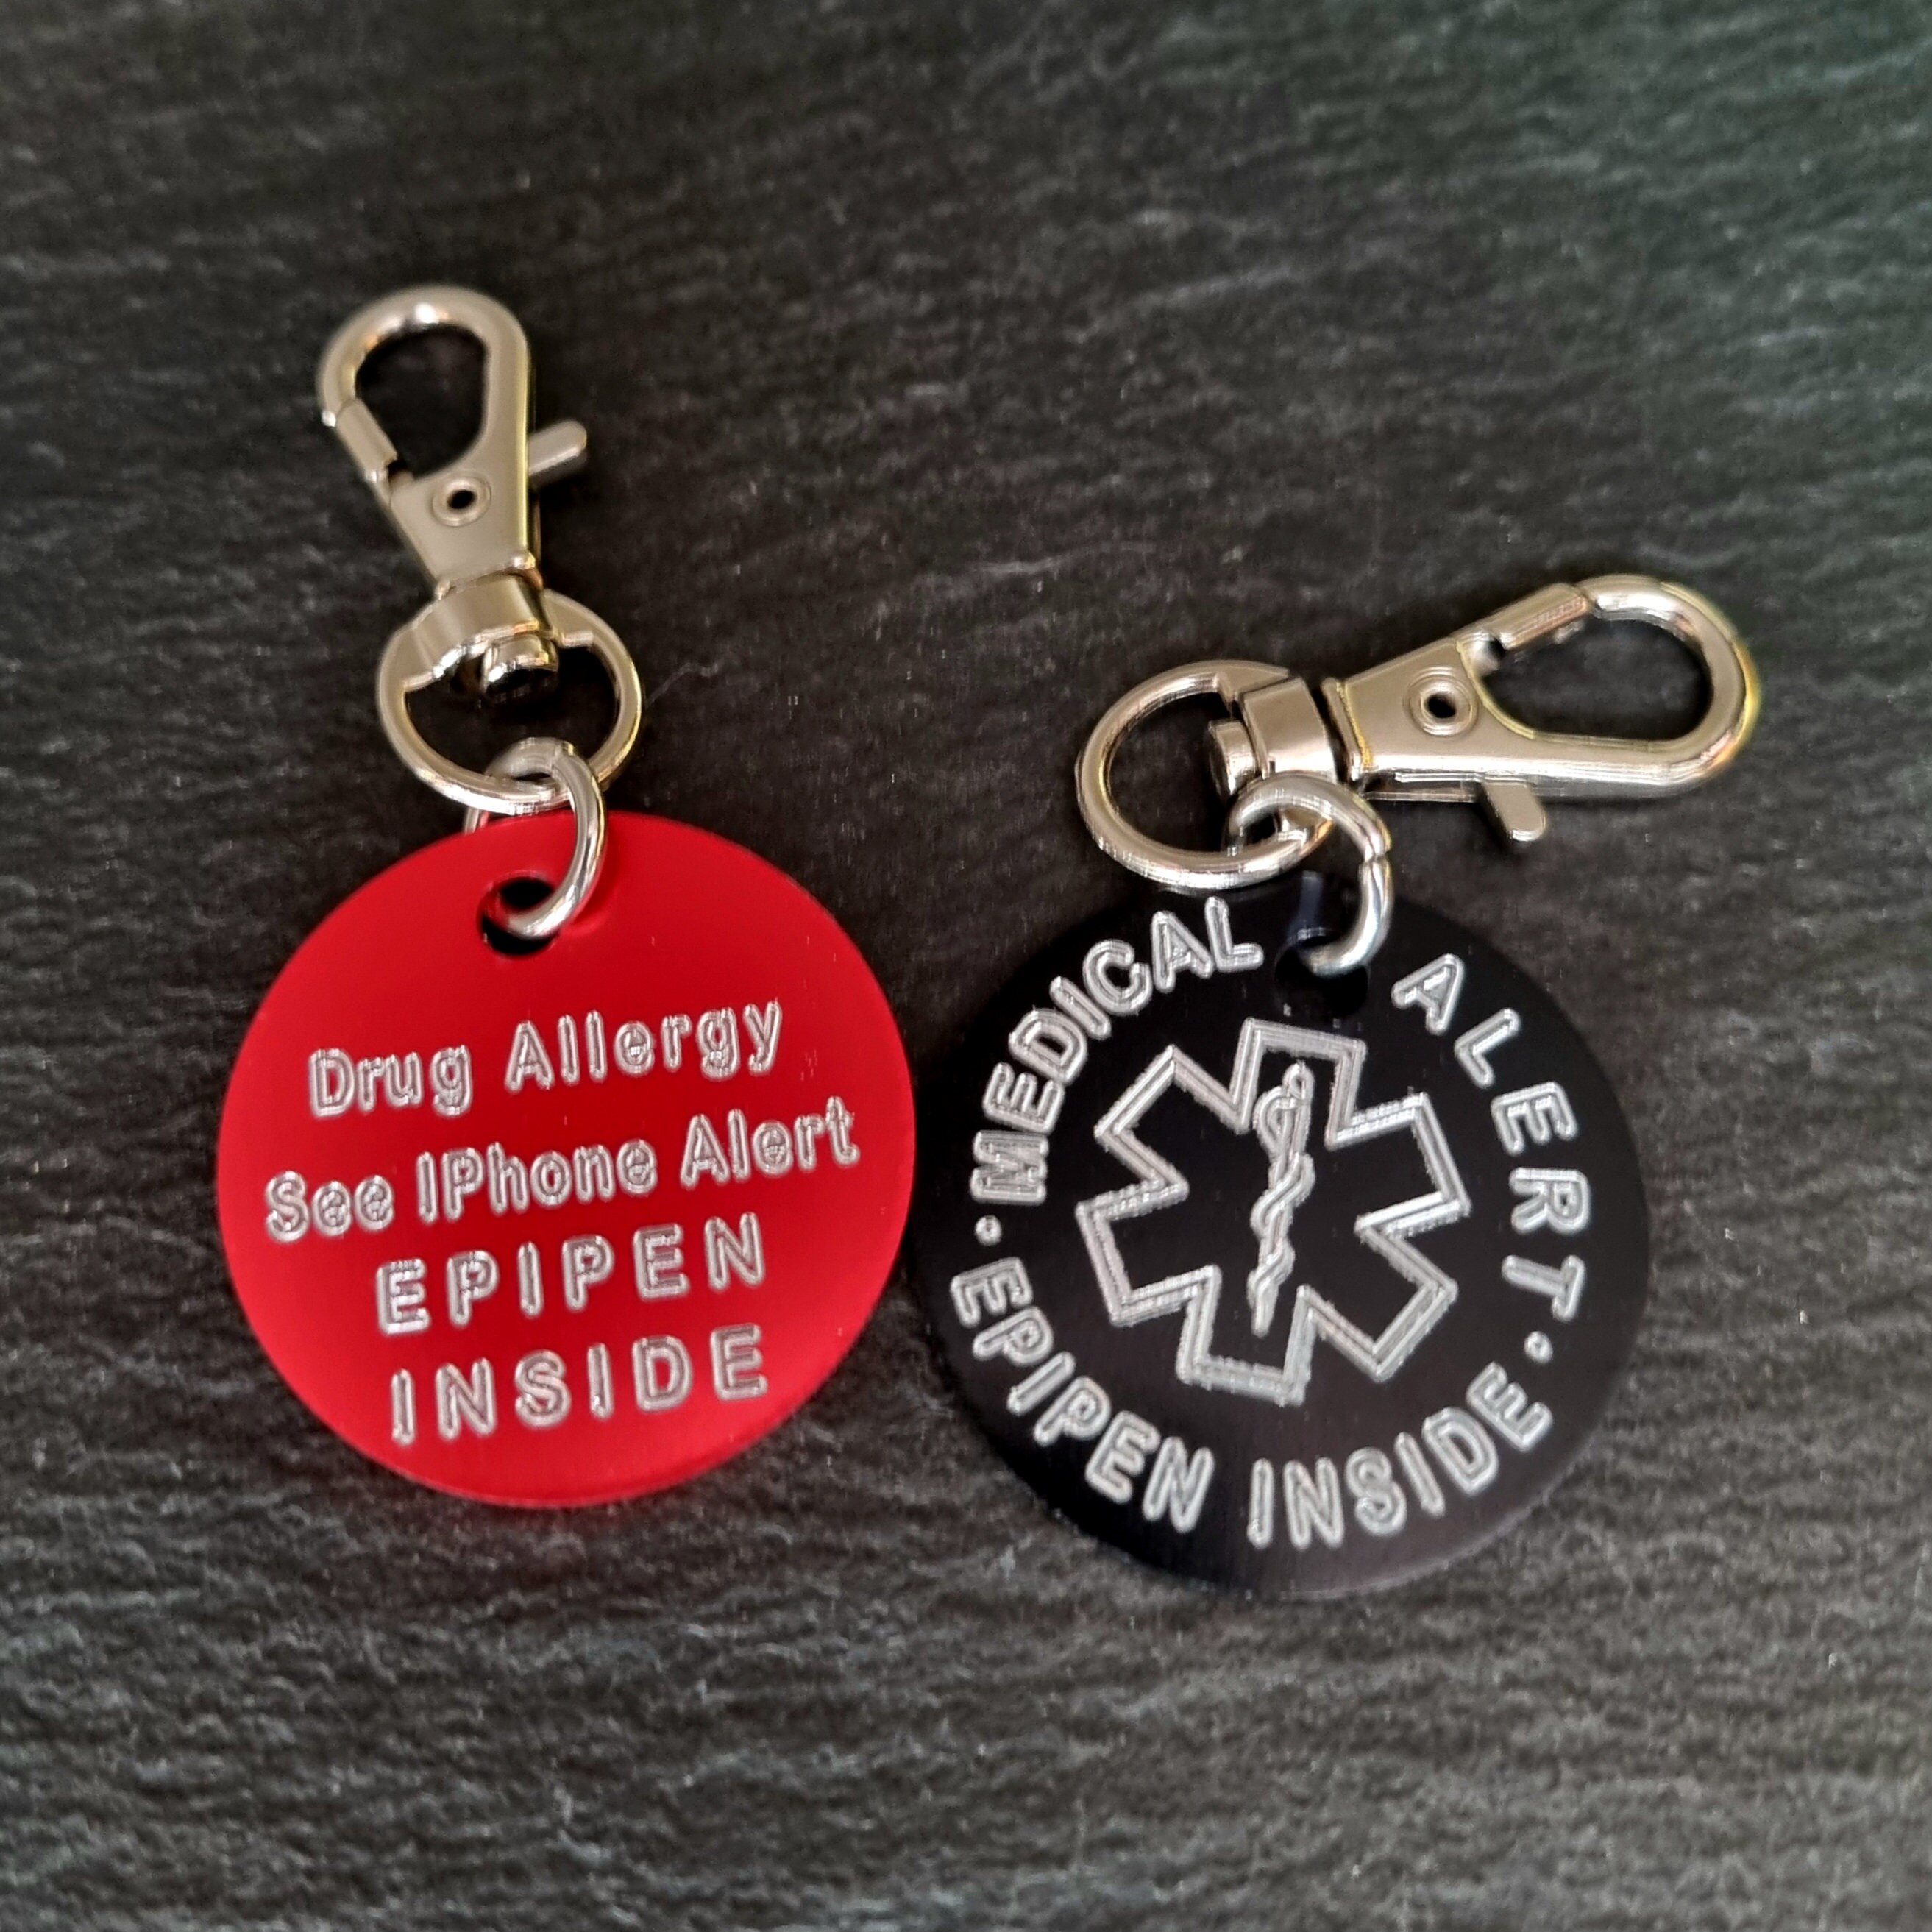 Drug Allergy
See IPhone Alert
EPIPEN
INSIDE
MEDICAL ALERT
• EPIPEN INSIDE •